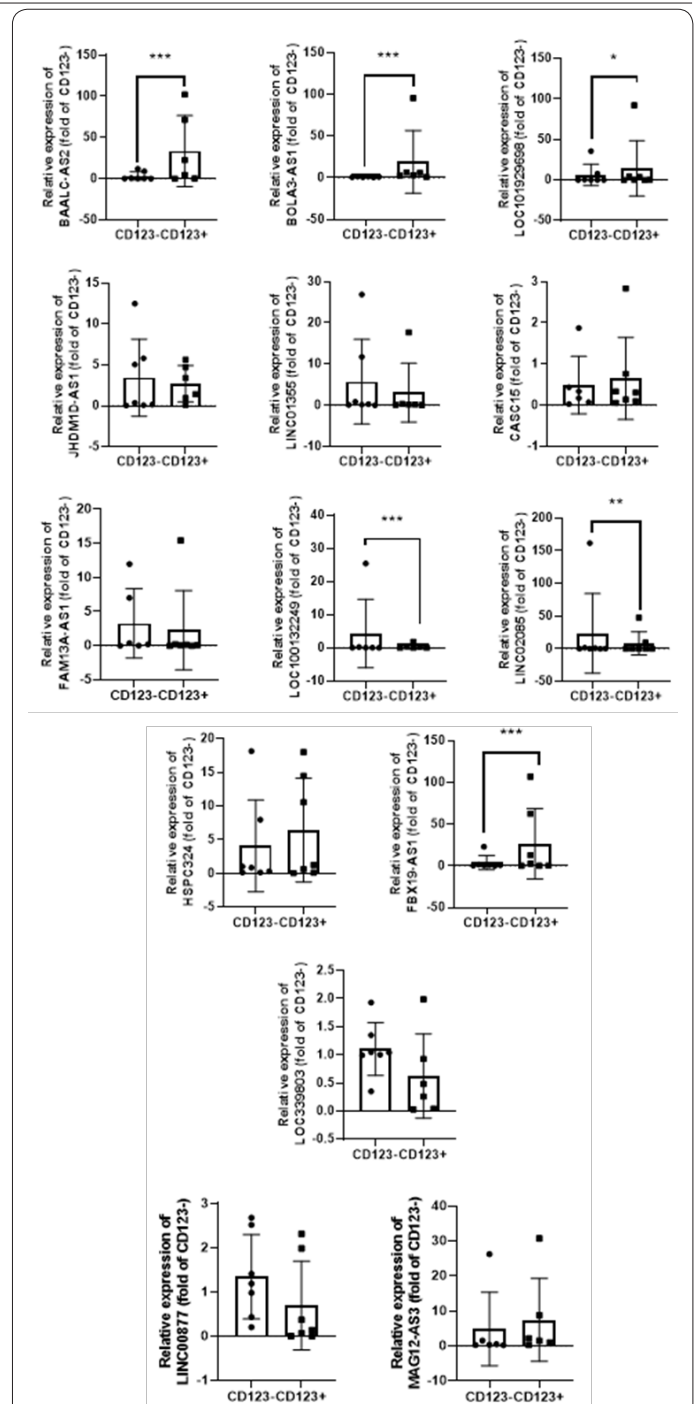 ***
Relative expression of
BAALC-AS2 (fold of CD123-)
150
100
50
0
-50
CD123-CD123+
***
Relative expression of
BOLA3-AS1 (fold of CD123-)
150
100
50
0
-50
CD123-CD123+
*
Relative expression of
LOC101929698 (fold of CD123-)
150
100
50
0
-50
CD123-CD123+
Relative expression of
JHDM1D-AS1 (fold of CD123-)
15
10
5
0
-5
CD123-CD123+
Relative expression of
LINC01355 (fold of CD123-)
30
20
10
0
-10
CD123-CD123+
Relative expression of
CASC15 (fold of CD123-)
3
2
1
0
-1
CD123-CD123+
Relative expression of
FAM13A-AS1 (fold of CD123-)
20
15
10
5
0
-5
CD123-CD123+
***
Relative expression of
LOC100132249 (fold of CD123-)
40
30
20
10
0
-10
CD123-CD123+
**
Relative expression of
LINC02085 (fold of CD123-)
200
150
100
50
0
-50
CD123-CD123+
Relative expression of
HSPC324 (fold of CD123-)
20
15
10
5
0
-5
CD123-CD123+
***
Relative expression of
FBX19-AS1 (fold of CD123-)
150
100
50
0
-50
CD123-CD123+
Relative expression of
LOC339803 (fold of CD123-)
2.5
2.0
1.5
1.0
0.5
0.0
-0.5
CD123-CD123+
Relative expression of
LINC00877 (fold of CD123-)
3
2
1
0
-1
CD123-CD123+
Relative expression of
MAG12-AS3 (fold of CD123-)
40
30
20
10
0
-10
CD123-CD123+